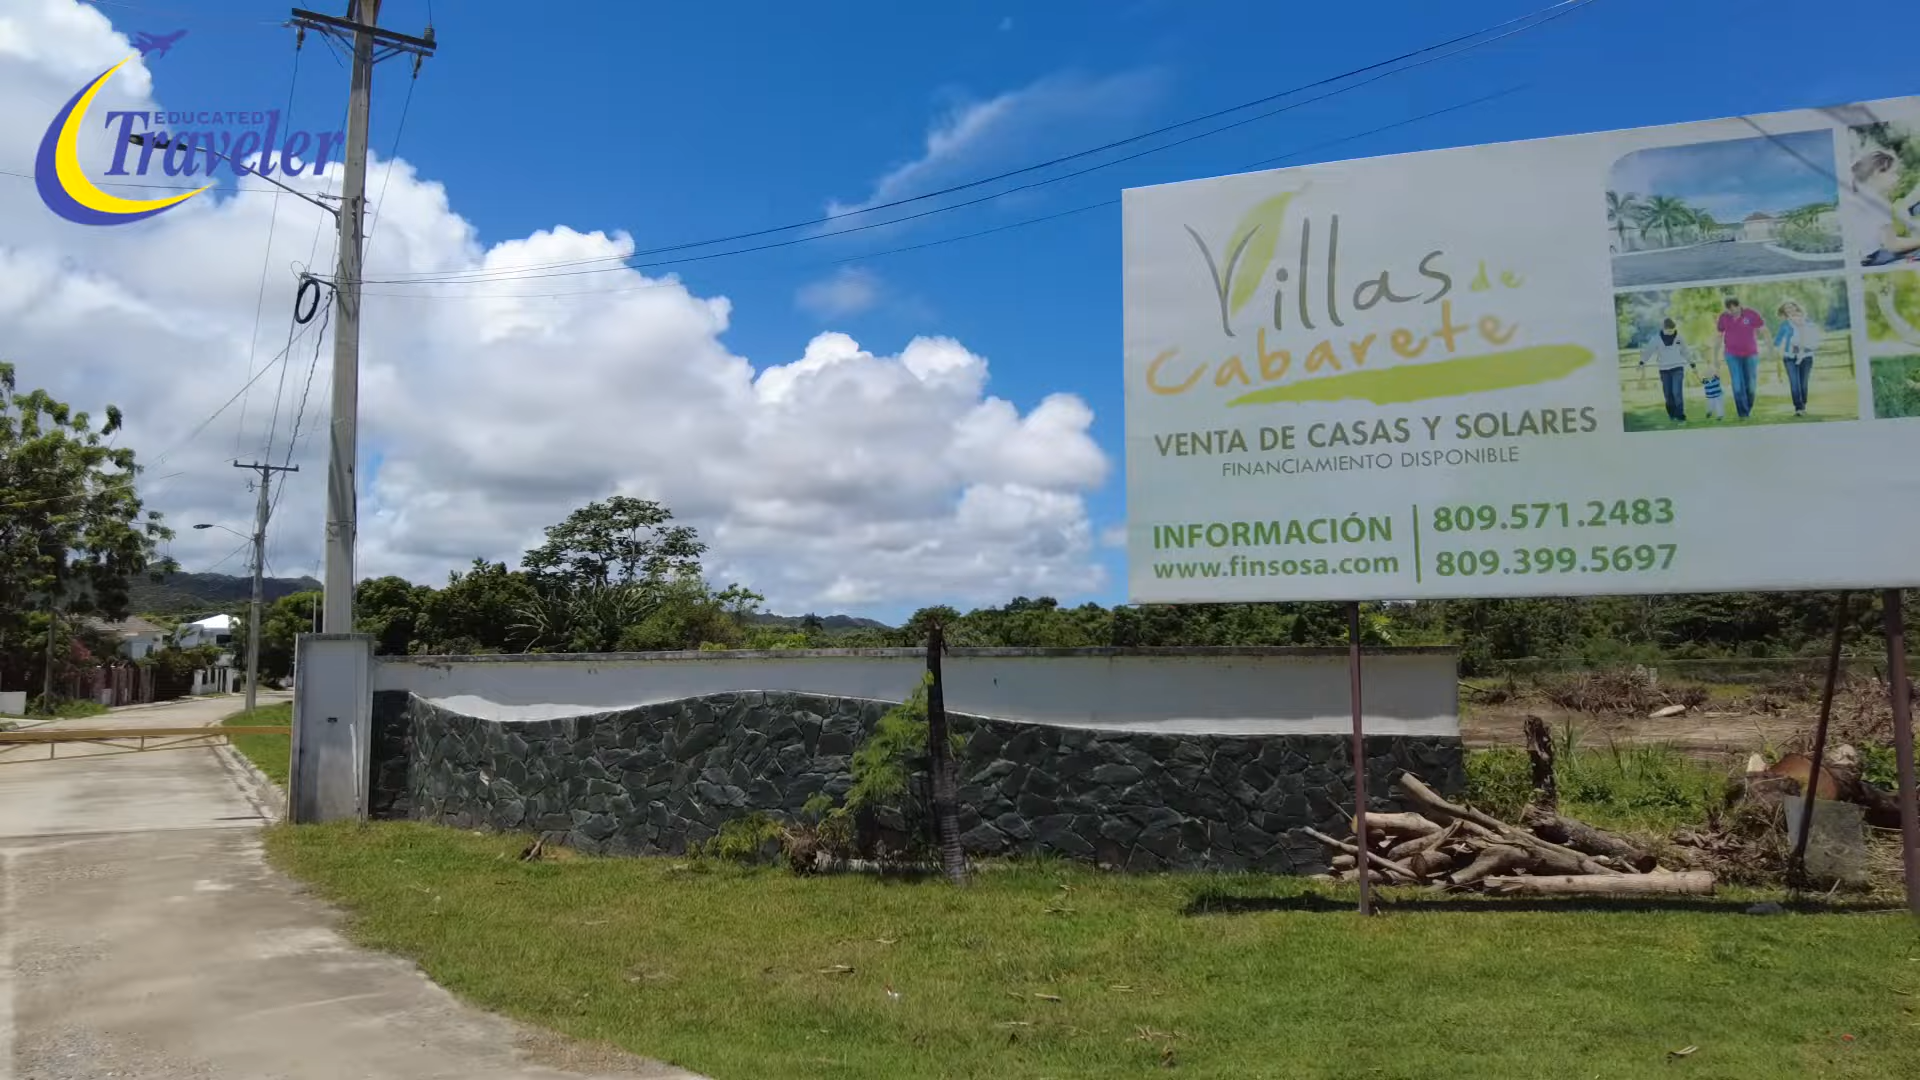 EDUCATED
Traveler
Villas de
Cabarete
VENTA DE CASAS Y SOLARES
FINANCIAMIENTO DISPONIBLE
INFORMACIÓN
www.finsosa.com
809.571.2483
809.399.5697